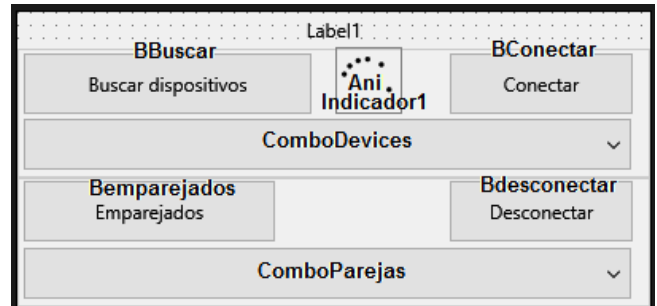 Label1
BBuscar
BConectar
Buscar dispositivos
Ani
Indicador1
Conectar
ComboDevices
Bemparejados
Bdesconectar
Emparejados
Desconectar
ComboParejas